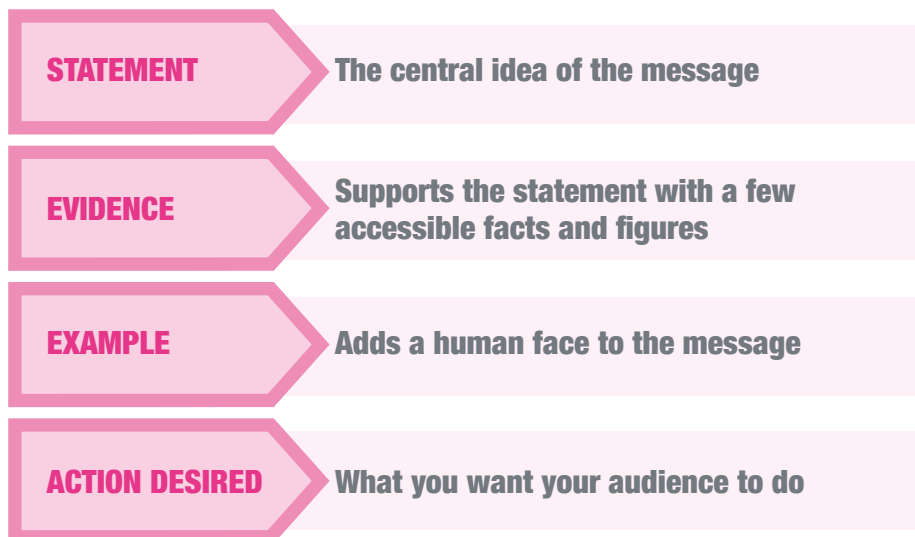 STATEMENT
The central idea of the message
EVIDENCE
Supports the statement with a few
accessible facts and figures
EXAMPLE
Adds a human face to the message
ACTION DESIRED
What you want your audience to do